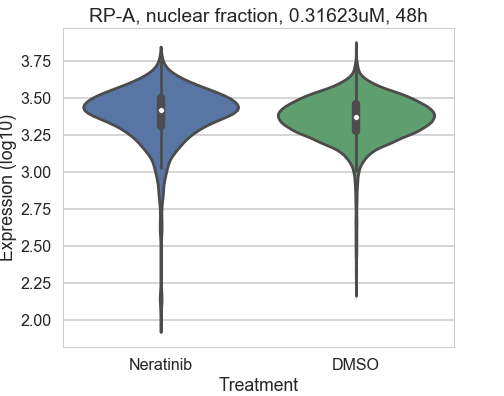 RP-A, nuclear fraction, 0.31623uM, 48h
Expression (log10)
3.75
3.50
3.25
3.00
2.75
2.50
2.25
2.00
Neratinib
DMSO
Treatment